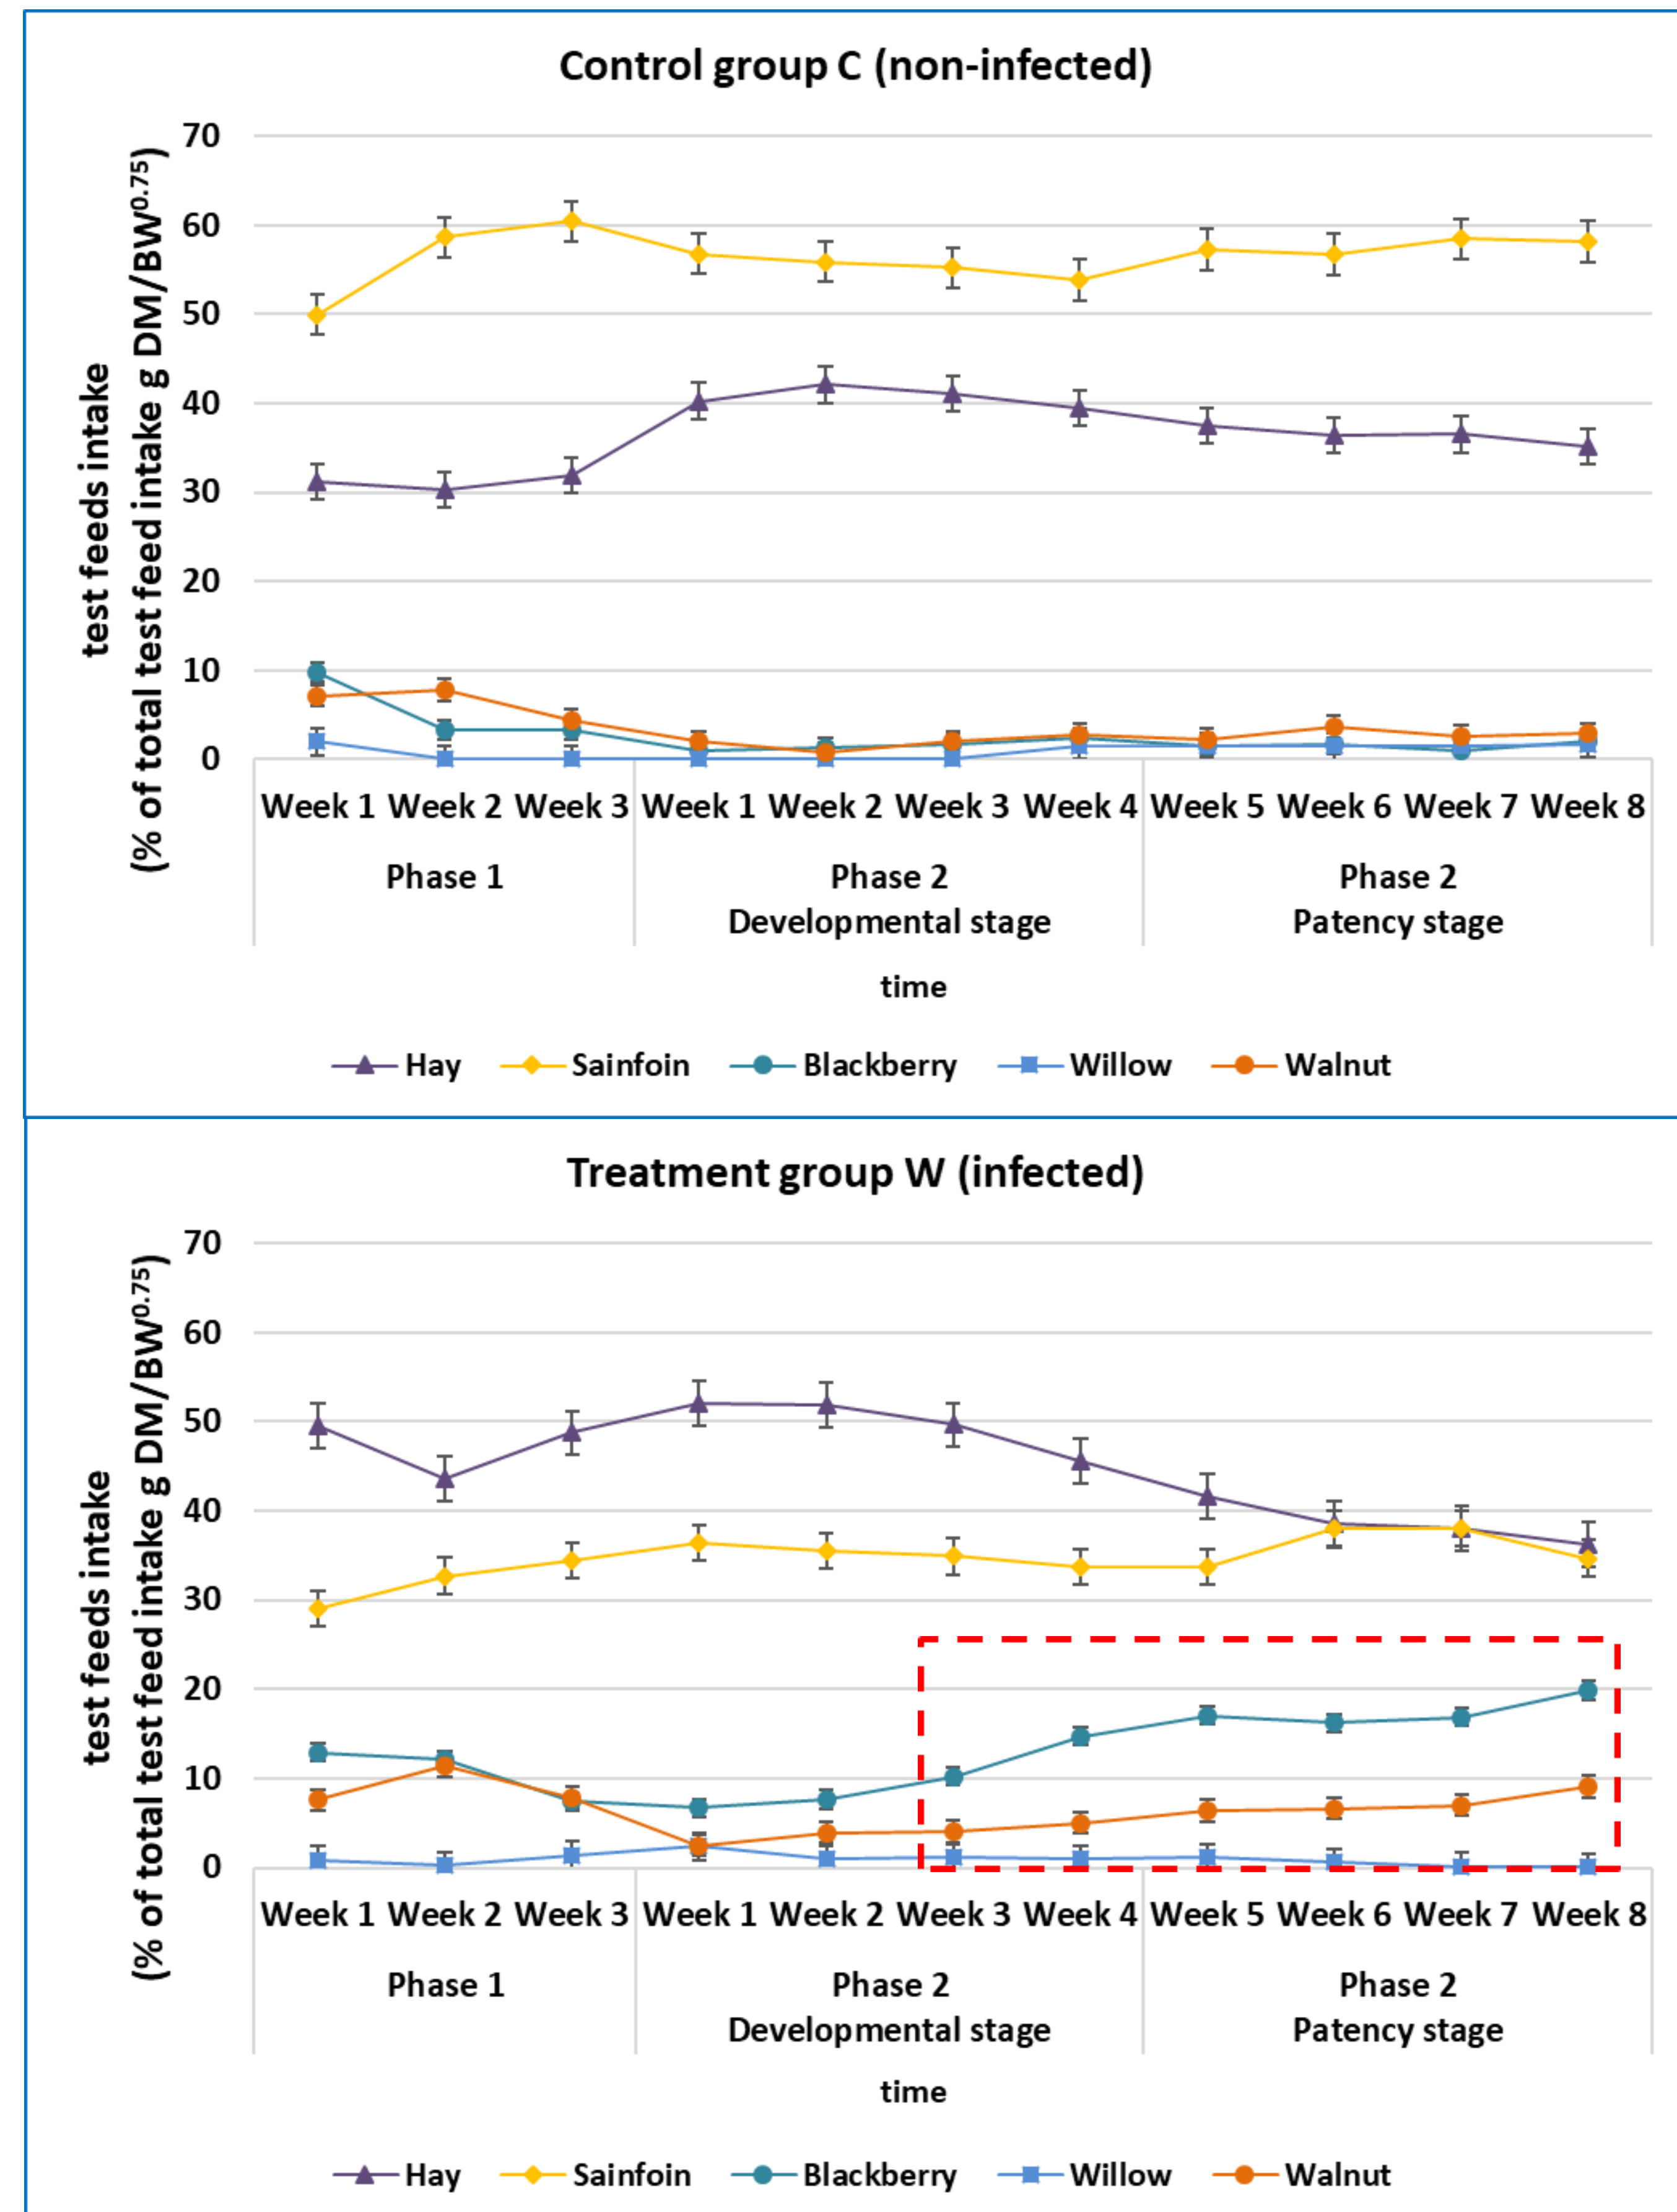 Control group C (non-infected)
test feeds intake
(% of total test feed intake g DM/BW0.75)
70
60
50
40
30
20
10
0
Week 1 Week 2 Week 3 Week 1 Week 2 Week 3 Week 4 Week 5 Week 6 Week 7 Week 8
Phase 1 Phase 2 Phase 2
Developmental stage Patency stage
time
Hay Sainfoin Blackberry Willow Walnut
Treatment group W (infected)
test feeds intake
(% of total test feed intake g DM/BW0.75)
70
60
50
40
30
20
10
0
Week 1 Week 2 Week 3 Week 1 Week 2 Week 3 Week 4 Week 5 Week 6 Week 7 Week 8
Phase 1 Phase 2 Phase 2
Developmental stage Patency stage
time
Hay Sainfoin Blackberry Willow Walnut